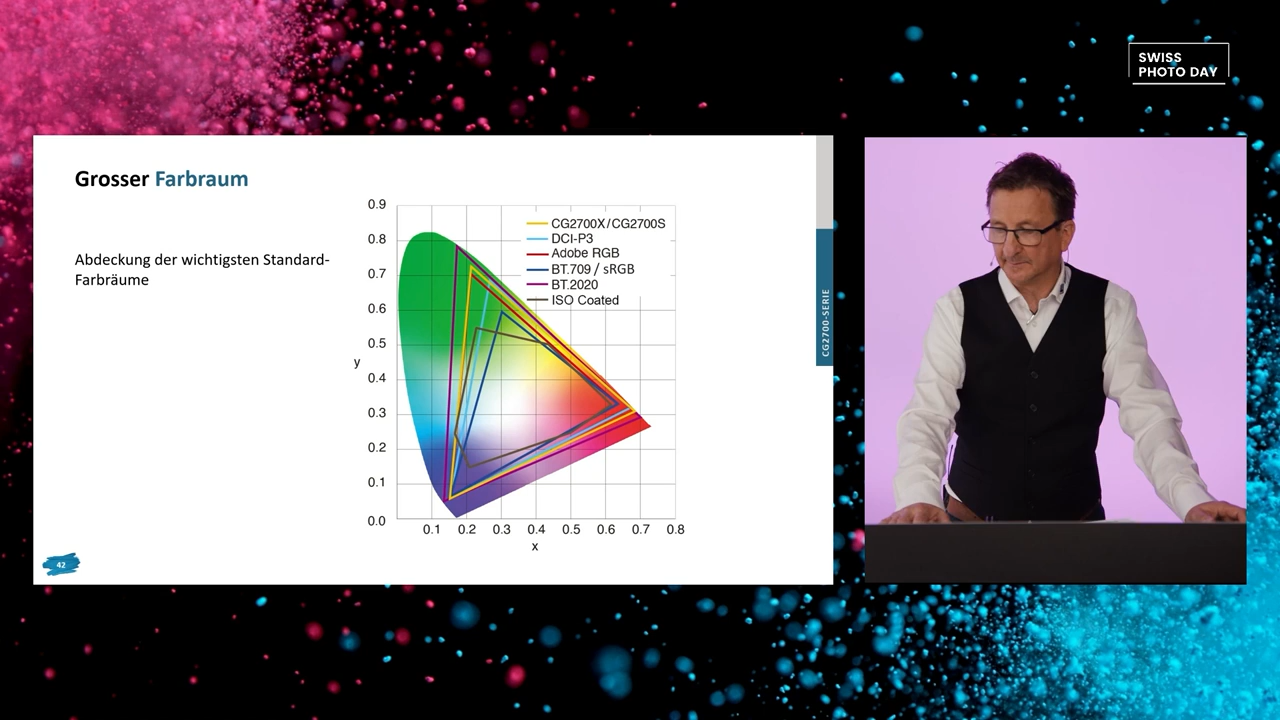 SWISS
PHOTO DAY
Grosser Farbraum
Abdeckung der wichtigsten Standard-
Farbräume
0.9
0.8
0.7
0.6
0.5
y
0.4
0.3
0.2
0.1
0.0
CG2700X/CG2700S
DCI-P3
Adobe RGB
BT.709 / sRGB
BT.2020
ISO Coated
0.1 0.2 0.3 0.4 0.5 0.6 0.7 0.8
x
CG2700-SERIE
42